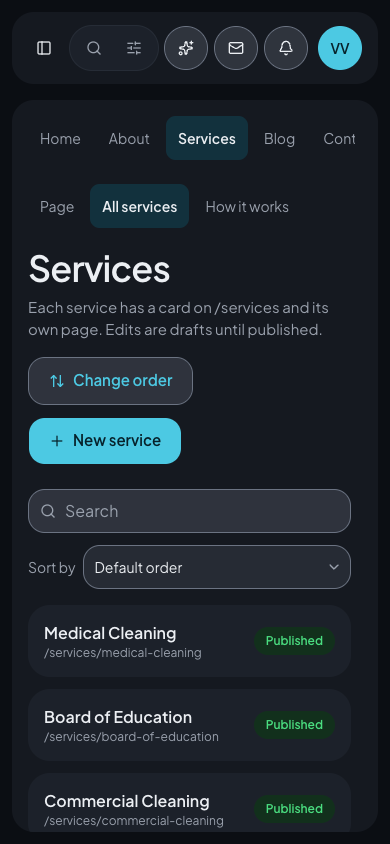 VV
Home About Services Blog Cont
Page All services How it works
Services
Each service has a card on /services and its
own page. Edits are drafts until published.
Change order
New service
Search
Sort by Default order
Medical Cleaning
/services/medical-cleaning
Published
Board of Education
/services/board-of-education
Published
Commercial Cleaning
/services/commercial-cleaning
Published